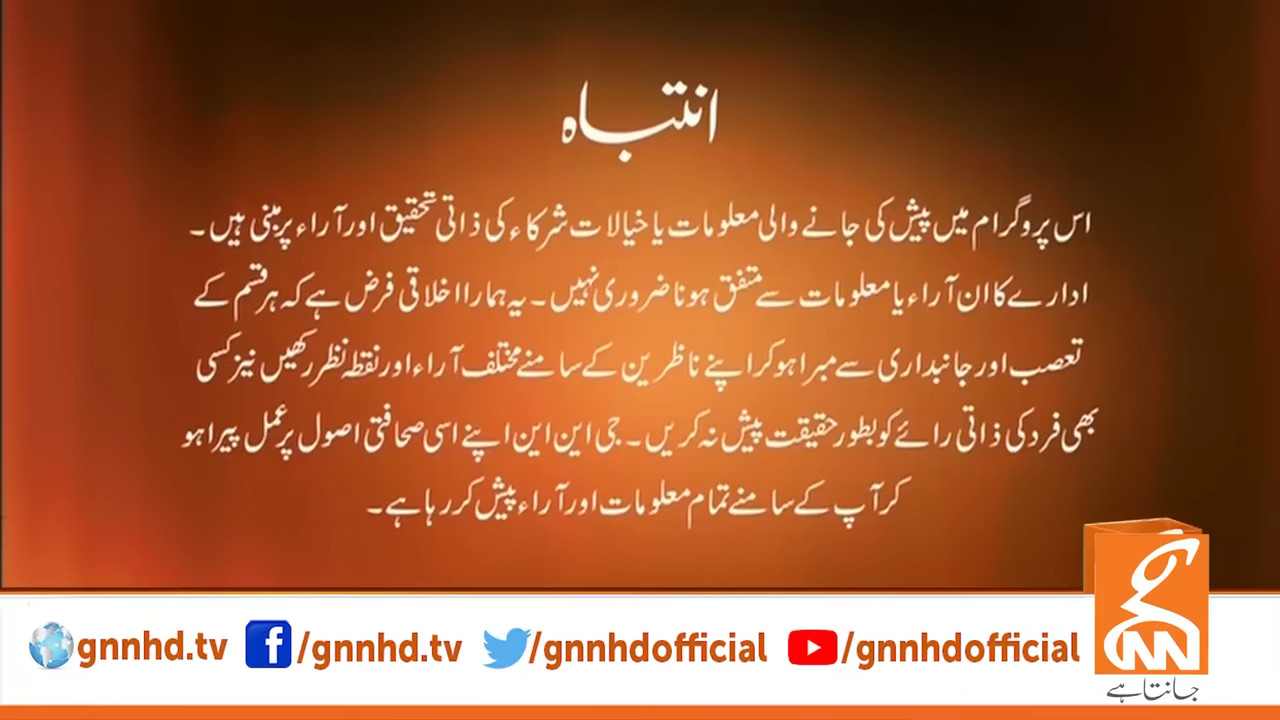 انتباہ
اس پروگرام میں پیش کی جانے والی معلومات یا خیالات شرکاء کی ذاتی تحقیق اور آراء پر مبنی ہیں۔
ادارے کا ان آراء یا معلومات سے متفق ہونا ضروری نہیں۔ یہ ہمارا اخلاقی فرض ہے کہ ہر قسم کے
تعصب اور جانبداری سے مبرا ہو کر اپنے ناظرین کے سامنے مختلف آراء اور نقطہ نظر رکھیں نیز کسی
بھی فرد کی ذاتی رائے کو بطور حقیقت پیش نہ کریں۔ جی این این اپنے اسی صحافتی اصول پر عمل پیرا ہو
کر آپ کے سامنے تمام معلومات اور آراء پیش کر رہا ہے۔
gnnhd.tv /gnnhd.tv /gnnhdofficial /gnnhdofficial
GNN
جانتا ہے